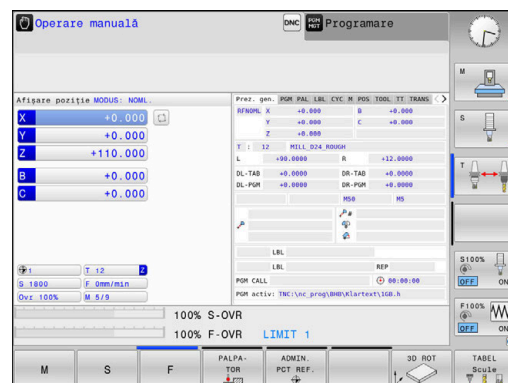 Operare manuală
DNC
PGM
MGT
Programare
Afişare poziţie MODUS: NOML.
X +0.000
Y +0.000
Z +110.000
B +0.000
C +0.000
1 T 12 Z
S 1800 F 0mm/min
Ovr 100% M 5/9
Prez. gen. PGM PAL LBL CYC M POS TOOL TT TRANS
RFNOML X +0.000 B +0.000
Y +0.000 C +0.000
Z +0.000
T : 12 MILL_D24_ROUGH
L +90.0000 R +12.0000
DL-TAB +0.0000 DR-TAB +0.0000
DL-PGM +0.0000 DR-PGM +0.0000
M50 M5
LBL
LBL REP
PGM CALL 00:00:00
PGM activ: TNC:\nc_prog\BHB\Klartext\1GB.h
100% S-OVR
100% F-OVR LIMIT 1
M
S
F
PALPA-
TOR
ADMIN.
PCT REF.
3D ROT
TABEL
Scule
M
S
T
S100%
OFF ON
F100%
OFF ON